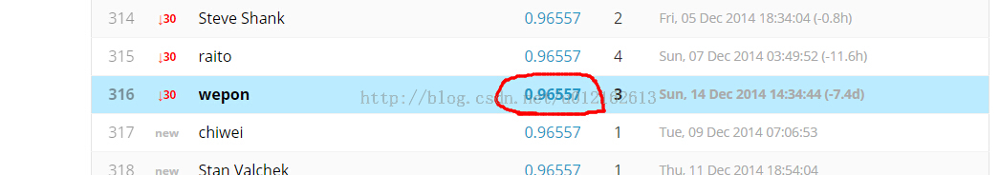 314 ↓30 Steve Shank 0.96557 2 Fri, 05 Dec 2014 18:34:04 (-0.8h)
315 ↓30 raito 0.96557 4 Sun, 07 Dec 2014 03:49:52 (-11.6h)
316 ↓30 wepon 0.96557 3 Sun, 14 Dec 2014 14:34:44 (-7.4d)
http://blog.csdn.net/u012162613
317 new chiwei 0.96557 1 Tue, 09 Dec 2014 07:06:53
318 new Stan Valchek 0.96557 1 Thu, 11 Dec 2014 18:54:04